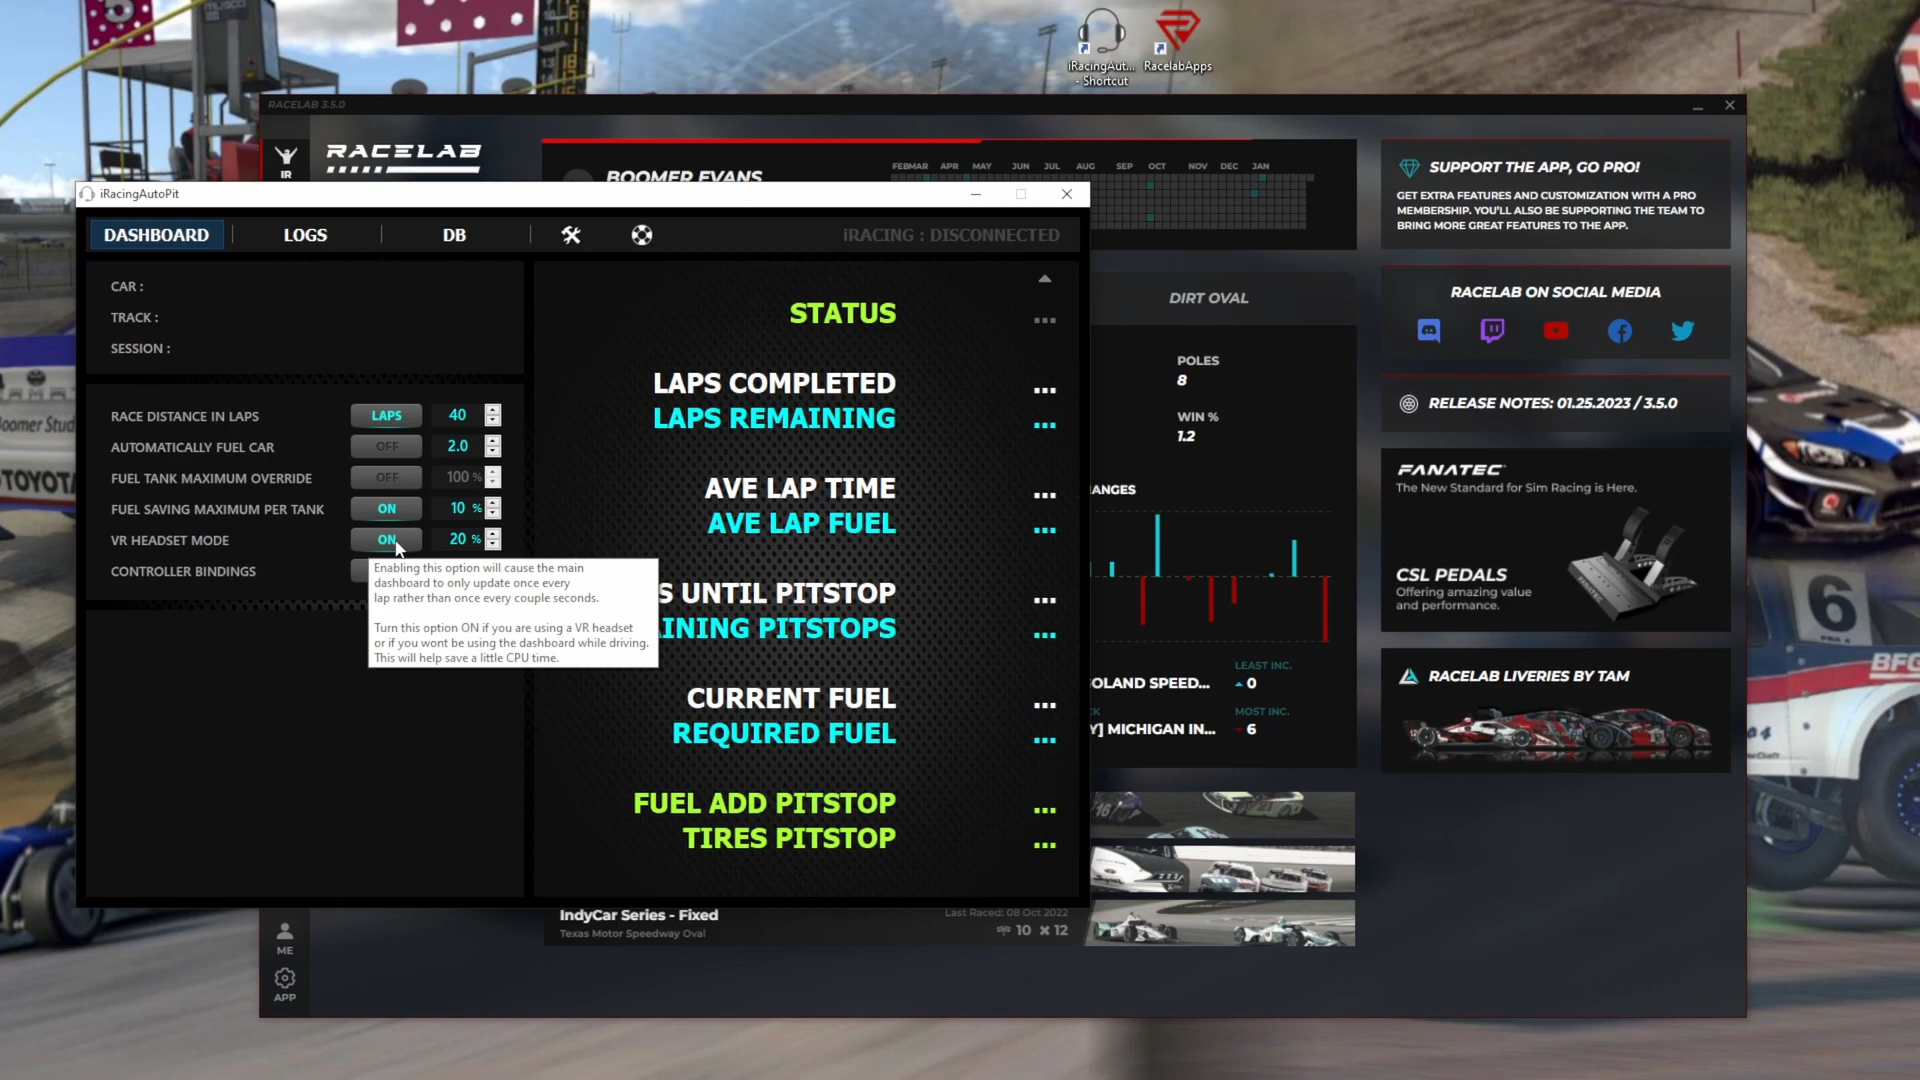 iRacingAut...
- Shortcut
RacelabApps
RACELAB 3.5.0
IR
RACELAB
BOOMER EVANS
FEBMAR APR MAY JUN JUL AUG SEP OCT NOV DEC JAN
SUPPORT THE APP, GO PRO!
GET EXTRA FEATURES AND CUSTOMIZATION WITH A PRO
MEMBERSHIP. YOU'LL ALSO BE SUPPORTING THE TEAM TO
BRING MORE GREAT FEATURES TO THE APP.
iRacingAutoPit
DASHBOARD LOGS DB iRACING : DISCONNECTED
CAR :
TRACK :
SESSION :
RACE DISTANCE IN LAPS LAPS 40
AUTOMATICALLY FUEL CAR OFF 2.0
FUEL TANK MAXIMUM OVERRIDE OFF 100 %
FUEL SAVING MAXIMUM PER TANK ON 10 %
VR HEADSET MODE ON 20 %
CONTROLLER BINDINGS
Enabling this option will cause the main
dashboard to only update once every
lap rather than once every couple seconds.
Turn this option ON if you are using a VR headset
or if you wont be using the dashboard while driving.
This will help save a little CPU time.
STATUS ...
LAPS COMPLETED ...
LAPS REMAINING ...
AVE LAP TIME ...
AVE LAP FUEL ...
S UNTIL PITSTOP ...
INING PITSTOPS ...
CURRENT FUEL ...
REQUIRED FUEL ...
FUEL ADD PITSTOP ...
TIRES PITSTOP ...
DIRT OVAL
POLES
8
WIN %
1.2
ANGES
LEAST INC.
OLAND SPEED... 0
K MOST INC.
Y] MICHIGAN IN... 6
RACELAB ON SOCIAL MEDIA
RELEASE NOTES: 01.25.2023 / 3.5.0
FANATEC
The New Standard for Sim Racing is Here.
CSL PEDALS
Offering amazing value
and performance.
RACELAB LIVERIES BY TAM
IndyCar Series - Fixed Last Raced: 08 Oct 2022
Texas Motor Speedway Oval 10 12
ME
APP
Boomer Stud
TOYOTA
5
6
BFG